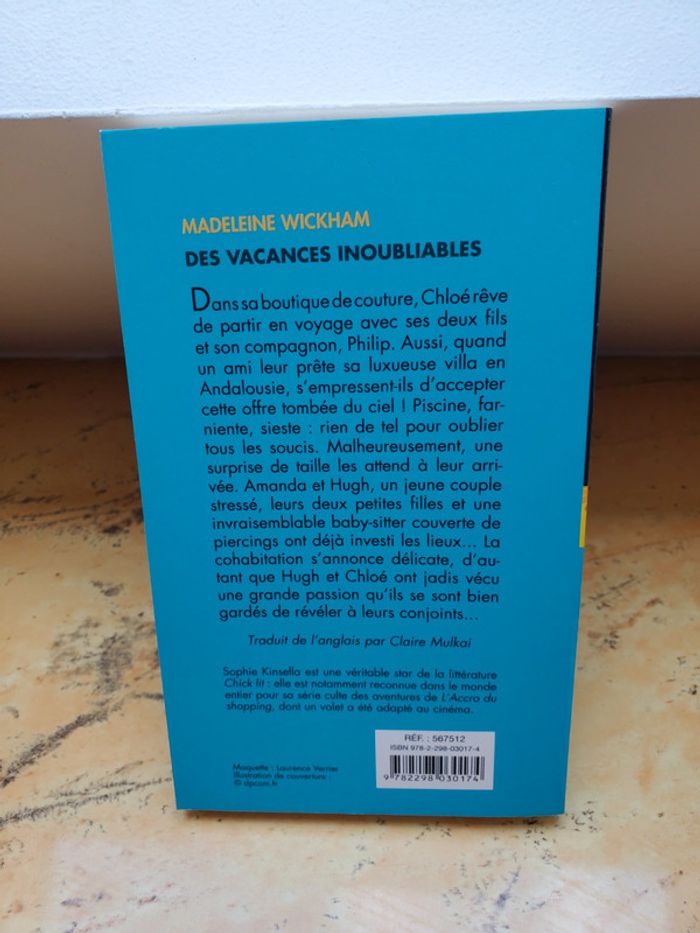 MADELEINE WICKHAM
DES VACANCES INOUBLIABLES
Dans sa boutique de couture, Chloé rêve
de partir en voyage avec ses deux fils
et son compagnon, Philip. Aussi, quand
un ami leur prête sa luxueuse villa en
Andalousie, s'empressent-ils d'accepter
cette offre tombée du ciel ! Piscine, far-
niente, sieste : rien de tel pour oublier
tous les soucis. Malheureusement, une
surprise de taille les attend à leur arri-
vée. Amanda et Hugh, un jeune couple
stressé, leurs deux petites filles et une
invraisemblable baby-sitter couverte de
piercings ont déjà investi les lieux... La
cohabitation s'annonce délicate, d'au-
tant que Hugh et Chloé ont jadis vécu
une grande passion qu'ils se sont bien
gardés de révéler à leurs conjoints...
Traduit de l'anglais par Claire Mulkai
Sophie Kinsella est une véritable star de la littérature
Chick lit : elle est notamment reconnue dans le monde
entier pour sa série culte des aventures de L'Accro du
shopping, dont un volet a été adapté au cinéma.
RÉF. : 567512
ISBN 978-2-298-03017-4
9 782298 030174
Maquette : Laurence Verrier
Illustration de couverture :
© dpcom.fr